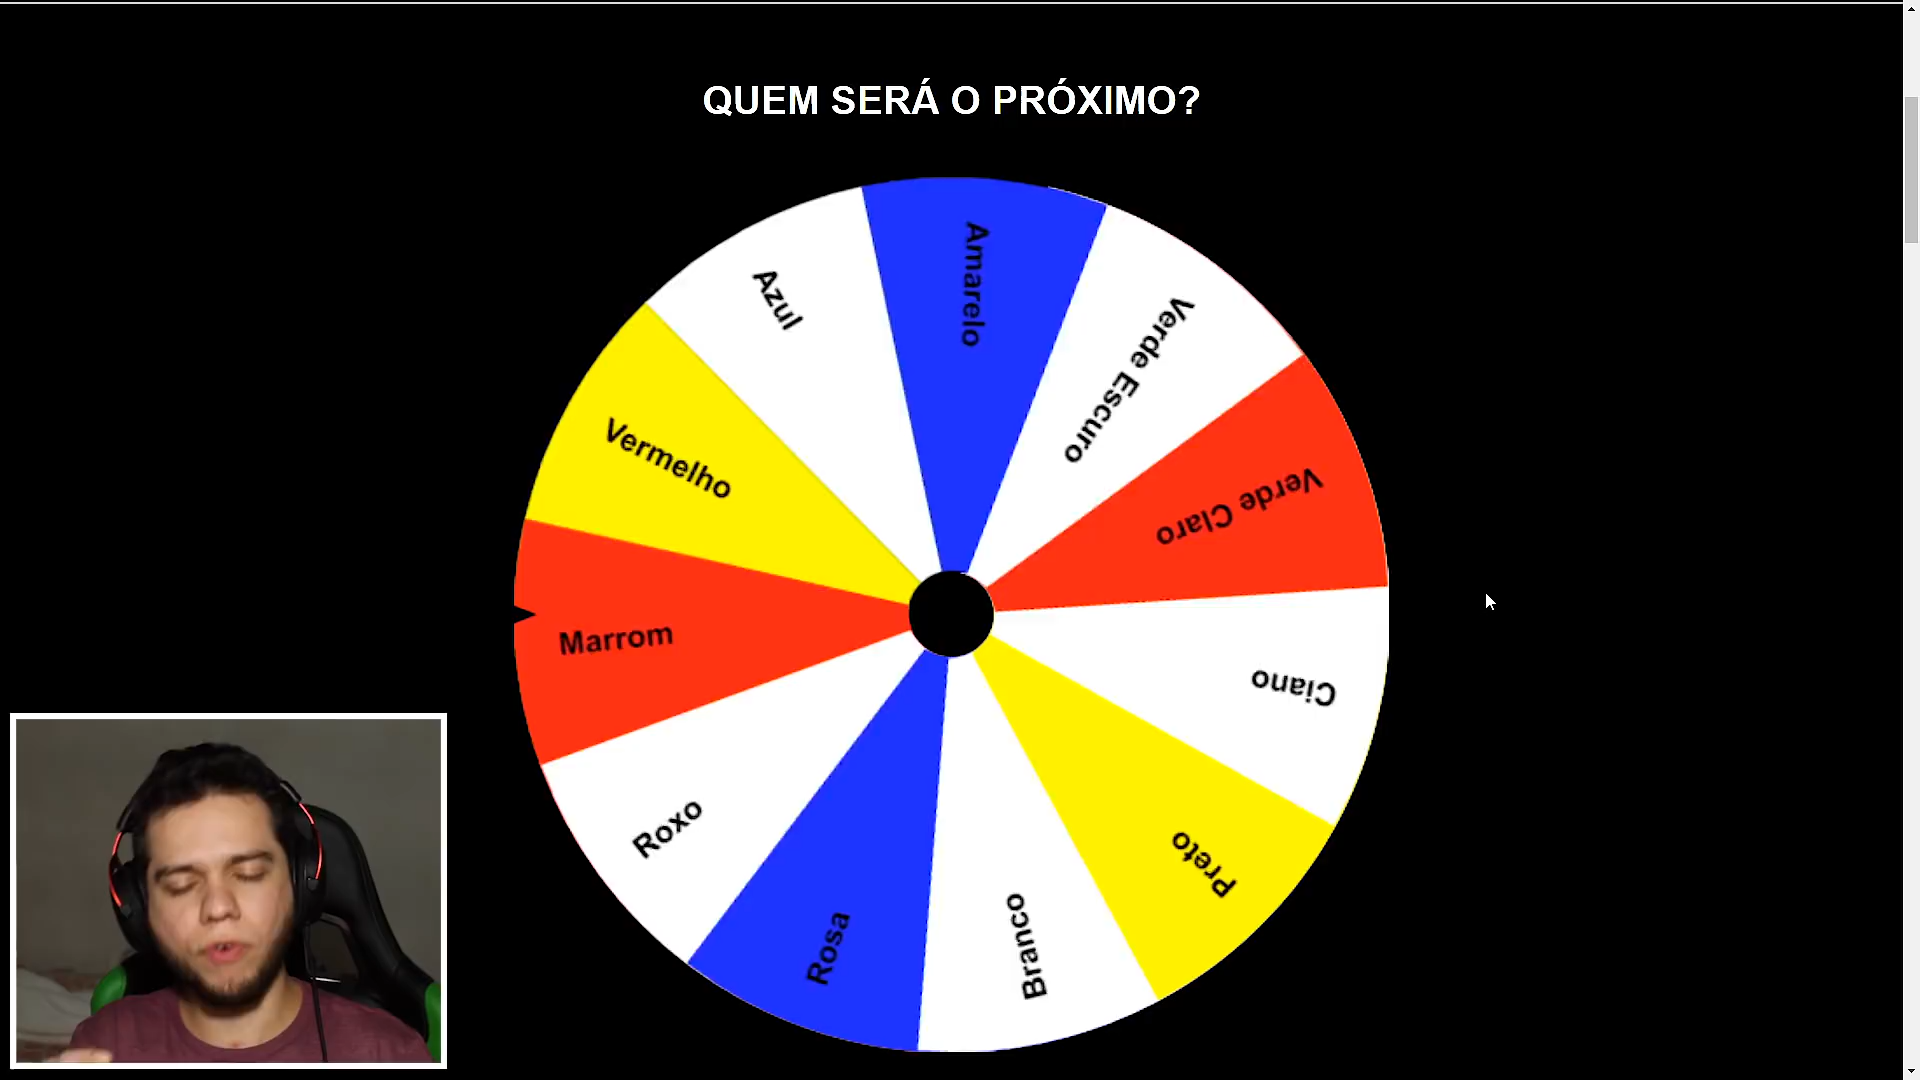 QUEM SERÁ O PRÓXIMO?
Amarelo
Verde Escuro
Verde Claro
Ciano
Preto
Branco
Rosa
Roxo
Marrom
Vermelho
Azul